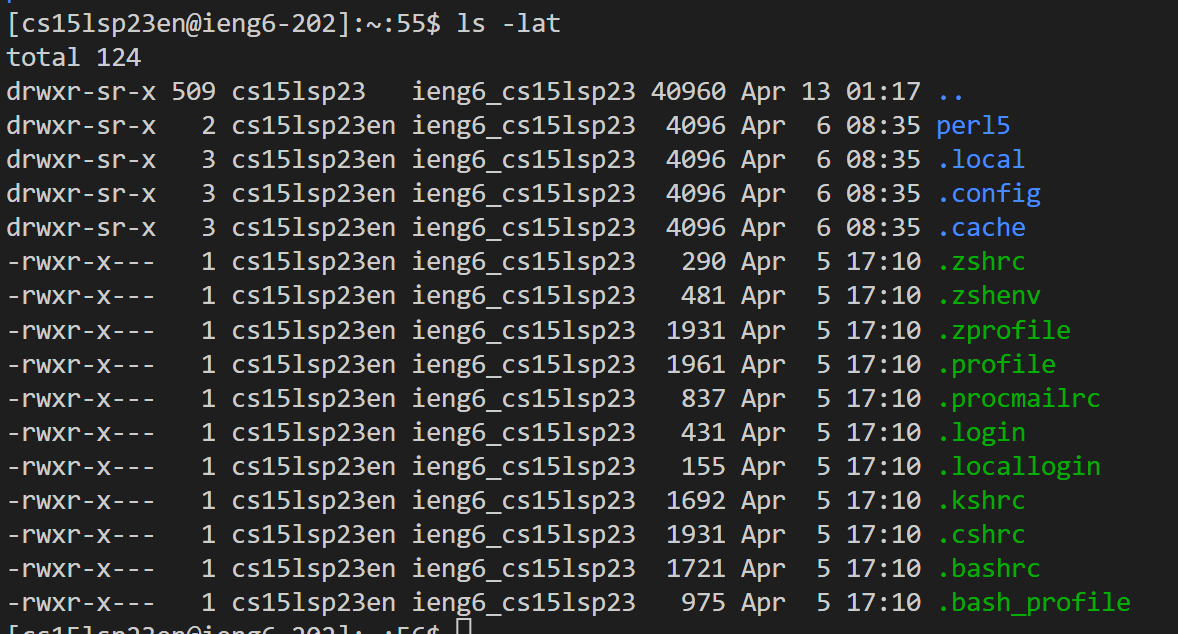 [cs15lsp23en@ieng6-202]:~:55$ ls -lat
total 124
drwxr-sr-x 509 cs15lsp23   ieng6_cs15lsp23 40960 Apr 13 01:17 ..
drwxr-sr-x   2 cs15lsp23en ieng6_cs15lsp23  4096 Apr  6 08:35 perl5
drwxr-sr-x   3 cs15lsp23en ieng6_cs15lsp23  4096 Apr  6 08:35 .local
drwxr-sr-x   3 cs15lsp23en ieng6_cs15lsp23  4096 Apr  6 08:35 .config
drwxr-sr-x   3 cs15lsp23en ieng6_cs15lsp23  4096 Apr  6 08:35 .cache
-rwxr-x---   1 cs15lsp23en ieng6_cs15lsp23   290 Apr  5 17:10 .zshrc
-rwxr-x---   1 cs15lsp23en ieng6_cs15lsp23   481 Apr  5 17:10 .zshenv
-rwxr-x---   1 cs15lsp23en ieng6_cs15lsp23  1931 Apr  5 17:10 .zprofile
-rwxr-x---   1 cs15lsp23en ieng6_cs15lsp23  1961 Apr  5 17:10 .profile
-rwxr-x---   1 cs15lsp23en ieng6_cs15lsp23   837 Apr  5 17:10 .procmailrc
-rwxr-x---   1 cs15lsp23en ieng6_cs15lsp23   431 Apr  5 17:10 .login
-rwxr-x---   1 cs15lsp23en ieng6_cs15lsp23   155 Apr  5 17:10 .locallogin
-rwxr-x---   1 cs15lsp23en ieng6_cs15lsp23  1692 Apr  5 17:10 .kshrc
-rwxr-x---   1 cs15lsp23en ieng6_cs15lsp23  1931 Apr  5 17:10 .cshrc
-rwxr-x---   1 cs15lsp23en ieng6_cs15lsp23  1721 Apr  5 17:10 .bashrc
-rwxr-x---   1 cs15lsp23en ieng6_cs15lsp23   975 Apr  5 17:10 .bash_profile
[cs15lsp23en@ieng6-202]:~:56$